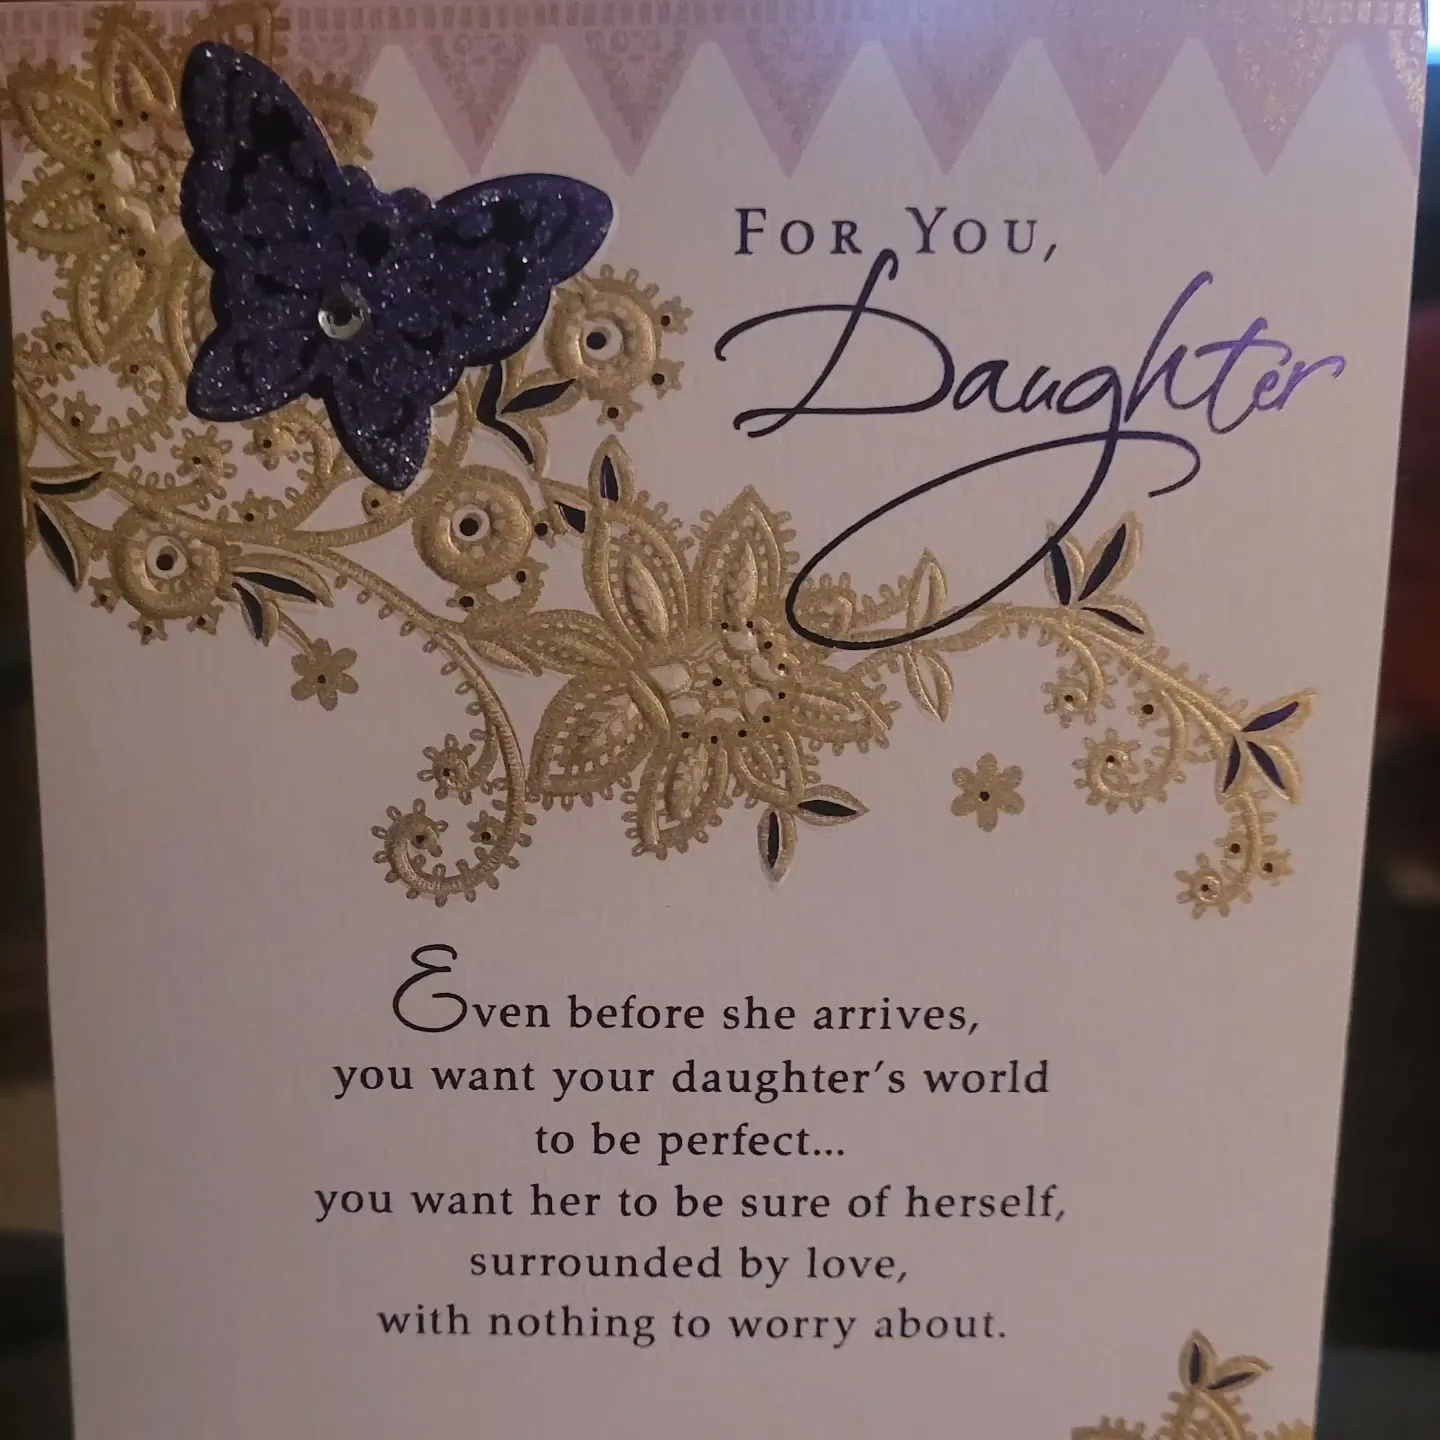 FOR YOU,
Daughter
Even before she arrives,
you want your daughter's world
to be perfect...
you want her to be sure of herself,
surrounded by love,
with nothing to worry about.